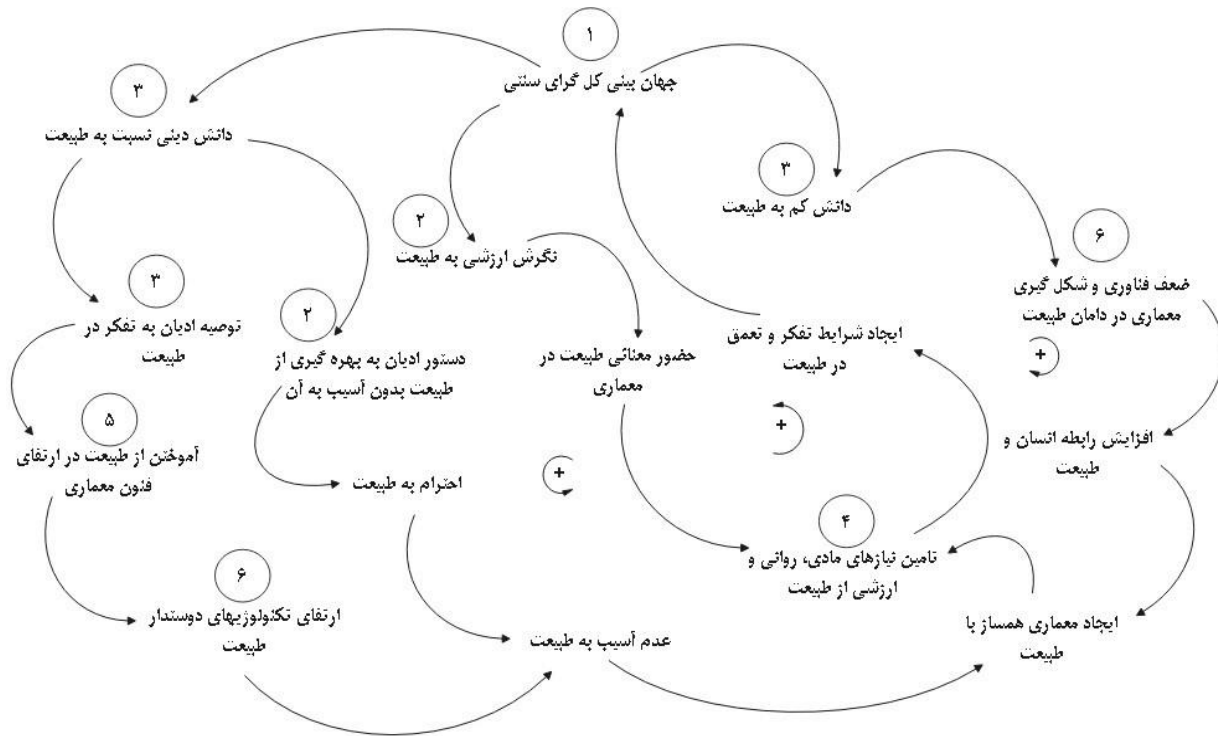 ۱
جهان بینی کل گرای سنتی
۳
دانش دینی نسبت به طبیعت
۳
دانش کم به طبیعت
۲
نگرش ارزشی به طبیعت
۶
ضعف فناوری و شکل گیری
معماری در دامان طبیعت
+
۳
توصیه ادیان به تفکر در
طبیعت
۲
دستور ادیان به بهره گیری از
طبیعت بدون آسیب به آن
حضور معنائی طبیعت در
معماری
ایجاد شرایط تفکر و تعمق
در طبیعت
+
۵
آموختن از طبیعت در ارتقای
فنون معماری
احترام به طبیعت
+
افزایش رابطه انسان و
طبیعت
۴
تامین نیازهای مادی، روانی و
ارزشی از طبیعت
۶
ارتقای تکنولوژیهای دوستدار
طبیعت
عدم آسیب به طبیعت
ایجاد معماری همساز با
طبیعت